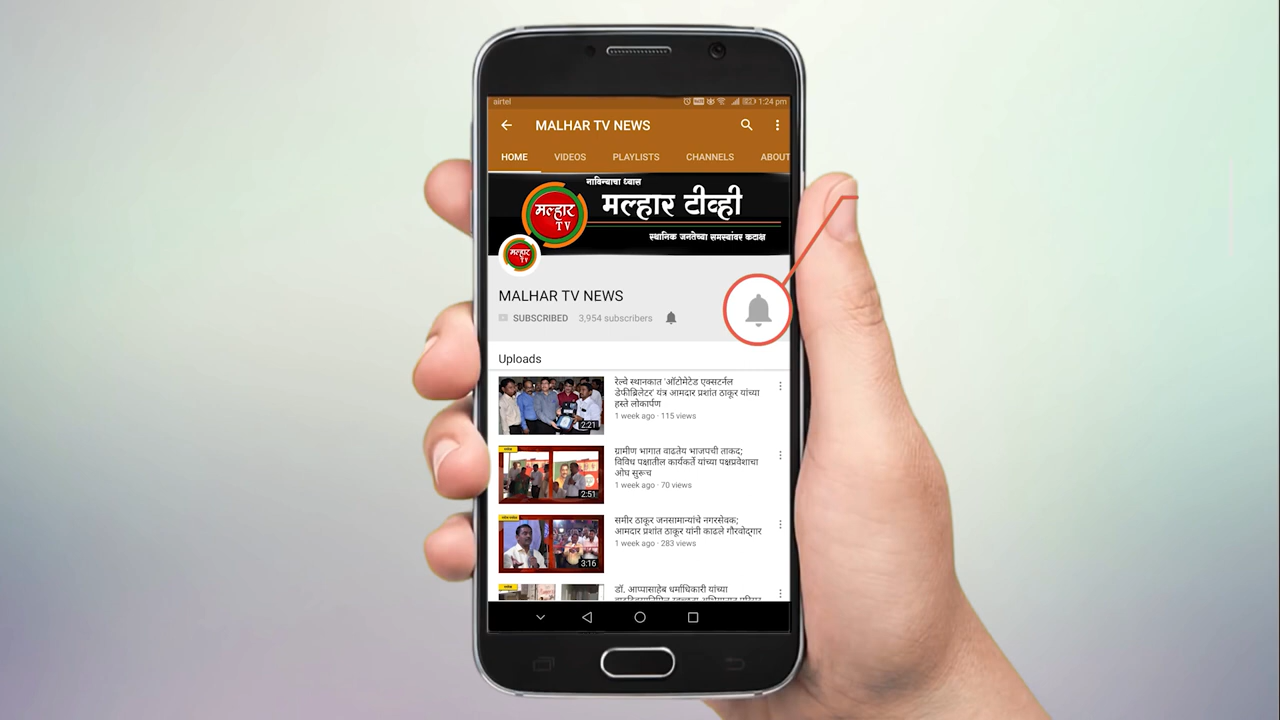 airtel
1:24 pm
MALHAR TV NEWS
HOME VIDEOS PLAYLISTS CHANNELS ABOUT
नाविन्याचा ध्यास
मल्हार टीव्ही
मल्हार
TV
स्थानिक जनतेच्या समस्यांवर कटाक्ष
मल्हार
TV
MALHAR TV NEWS
SUBSCRIBED 3,954 subscribers
Uploads
रेल्वे स्थानकात 'ऑटोमेटेड एक्सटर्नल
डेफीब्रिलेटर' यंत्र आमदार प्रशांत ठाकूर यांच्या
हस्ते लोकार्पण
1 week ago · 115 views
2:21
ग्रामीण भागात वाढतेय भाजपची ताकद;
विविध पक्षातील कार्यकर्ते यांच्या पक्षप्रवेशाचा
ओघ सुरूच
1 week ago · 70 views
2:51
समीर ठाकूर जनसामान्यांचे नगरसेवक;
आमदार प्रशांत ठाकूर यांनी काढले गौरवोद्गार
1 week ago · 283 views
3:16
डॉ. आप्पासाहेब धर्माधिकारी यांच्या